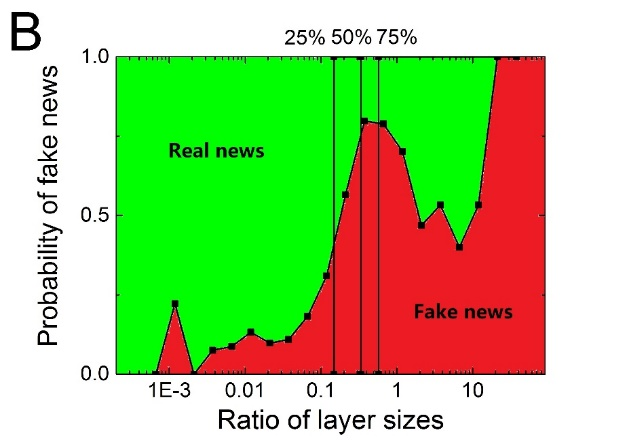 B
25% 50% 75%
1.0
Real news
Probability of fake news
0.5
Fake news
0.0
1E-3 0.01 0.1 1 10
Ratio of layer sizes